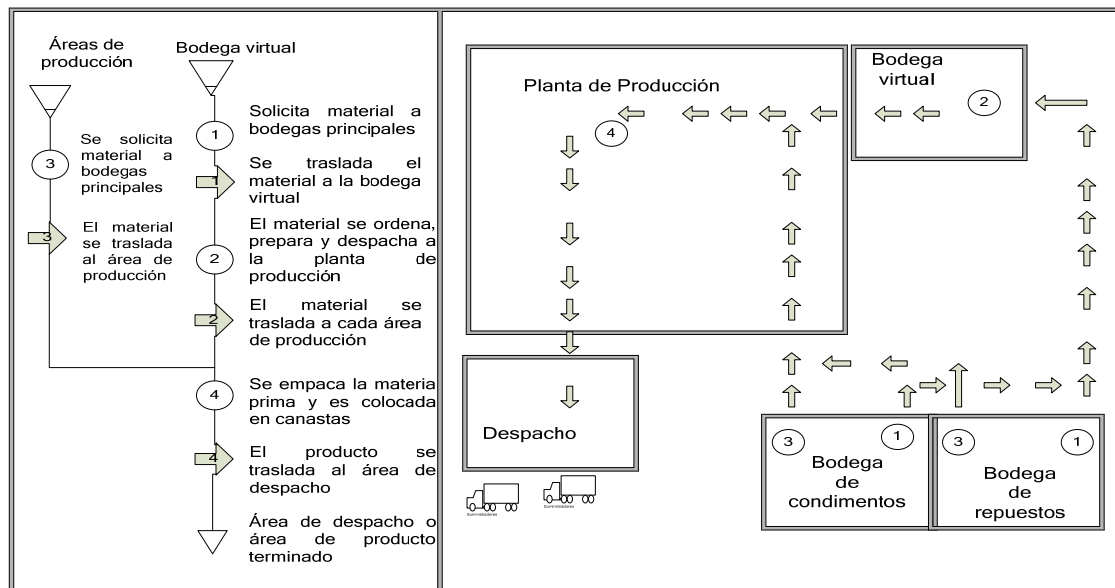 Áreas de
producción
Bodega virtual
Solicita material a
bodegas principales
1
Se solicita
material a
bodegas
principales
3
Se traslada el
material a la bodega
virtual
1
El material
se traslada
al área de
producción
3
El material se ordena,
prepara y despacha a
la planta de
producción
2
El material se
traslada a cada área
de producción
2
Se empaca la materia
prima y es colocada
en canastas
4
El producto se
traslada al área de
despacho
4
Área de despacho o
área de producto
terminado
Planta de Producción
4
Bodega
virtual
2
Despacho
Suministradores
Suministradores
3
1
Bodega
de
condimentos
3
1
Bodega
de
repuestos